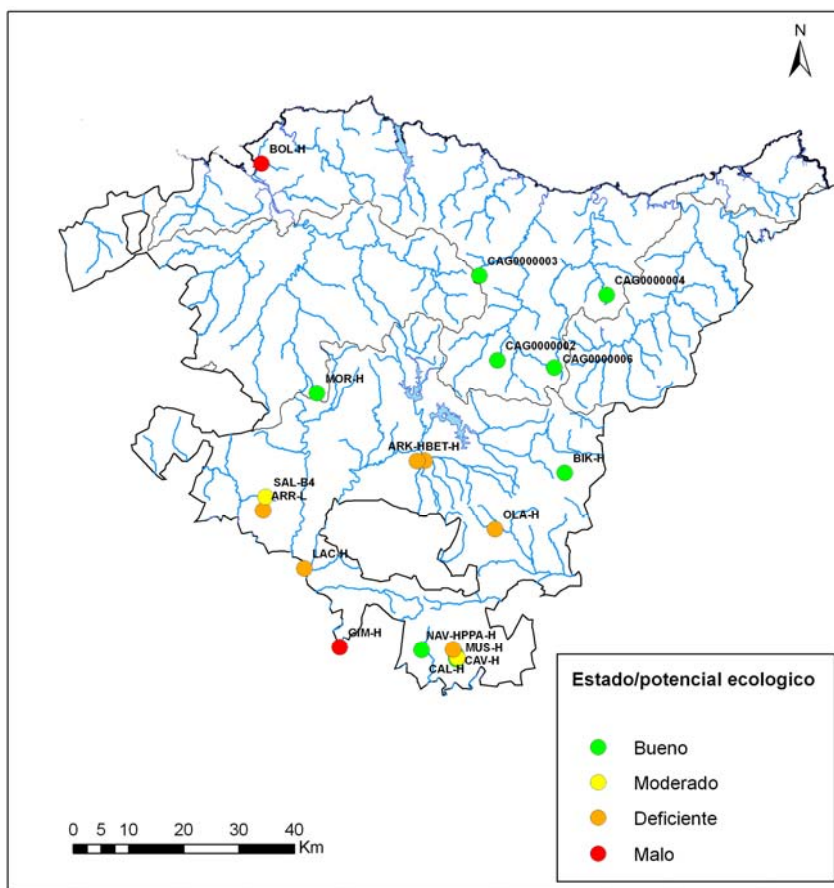 N
BOL-H
CAG0000003
CAG0000004
CAG0000002
CAG0000006
MOR-H
ARK-HBET-H
BIK-H
SAL-B4
ARR-L
OLA-H
LAC-H
GIM-H
NAV-HPPA-H
MUS-H
CAV-H
CAL-H
Estado/potencial ecologico
Bueno
Moderado
Deficiente
Malo
0 5 10 20 30 40
Km